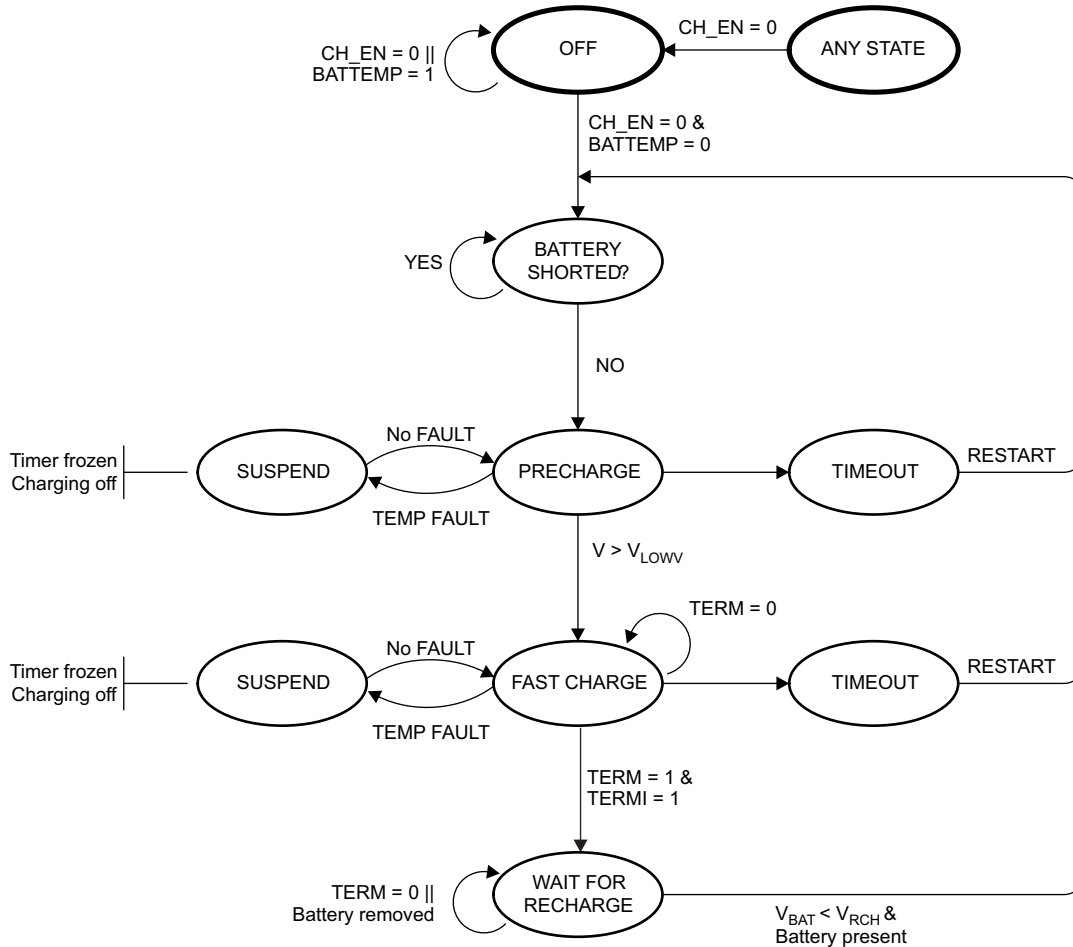 OFF
CH_EN = 0
ANY STATE
CH_EN = 0 ||
BATTEMP = 1
CH_EN = 0 &
BATTEMP = 0
BATTERY
SHORTED?
YES
NO
Timer frozen
Charging off
SUSPEND
No FAULT
TEMP FAULT
PRECHARGE
TIMEOUT
RESTART
V > VLOWV
TERM = 0
Timer frozen
Charging off
SUSPEND
No FAULT
TEMP FAULT
FAST CHARGE
TIMEOUT
RESTART
TERM = 1 &
TERMI = 1
TERM = 0 ||
Battery removed
WAIT FOR
RECHARGE
VBAT < VRCH &
Battery present